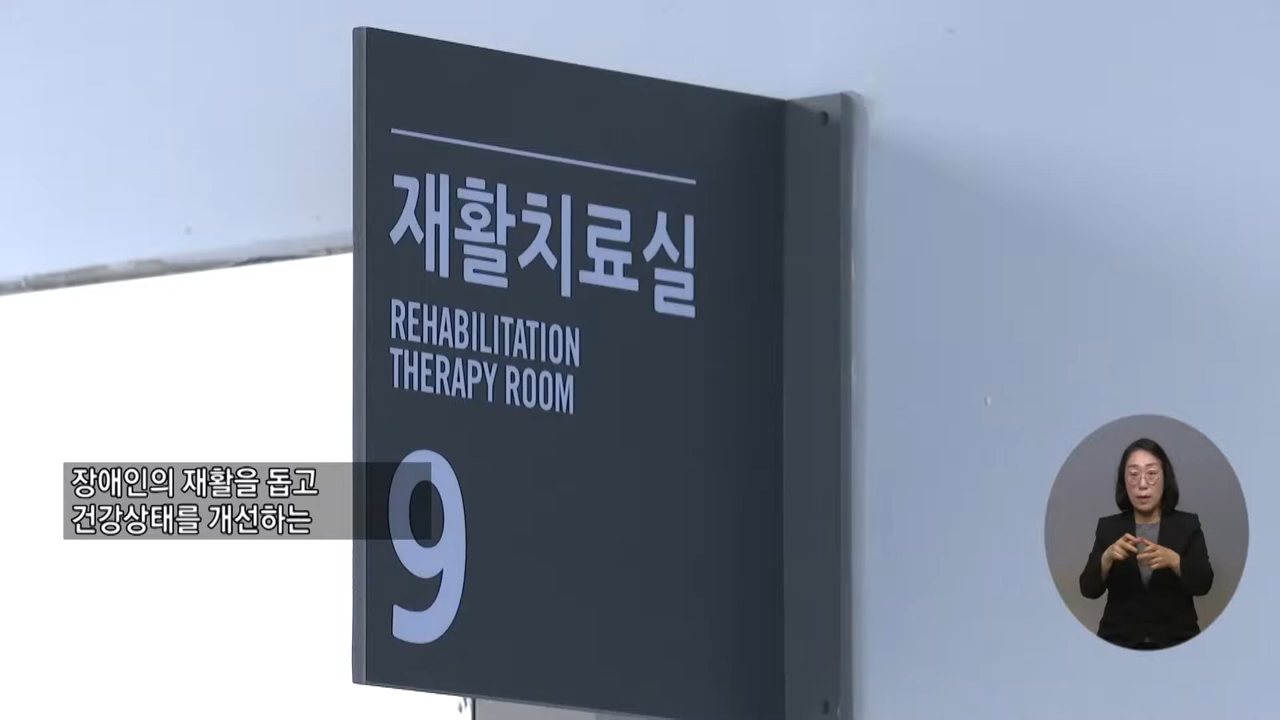 재활치료실
REHABILITATION
THERAPY ROOM
9
장애인의 재활을 돕고
건강상태를 개선하는